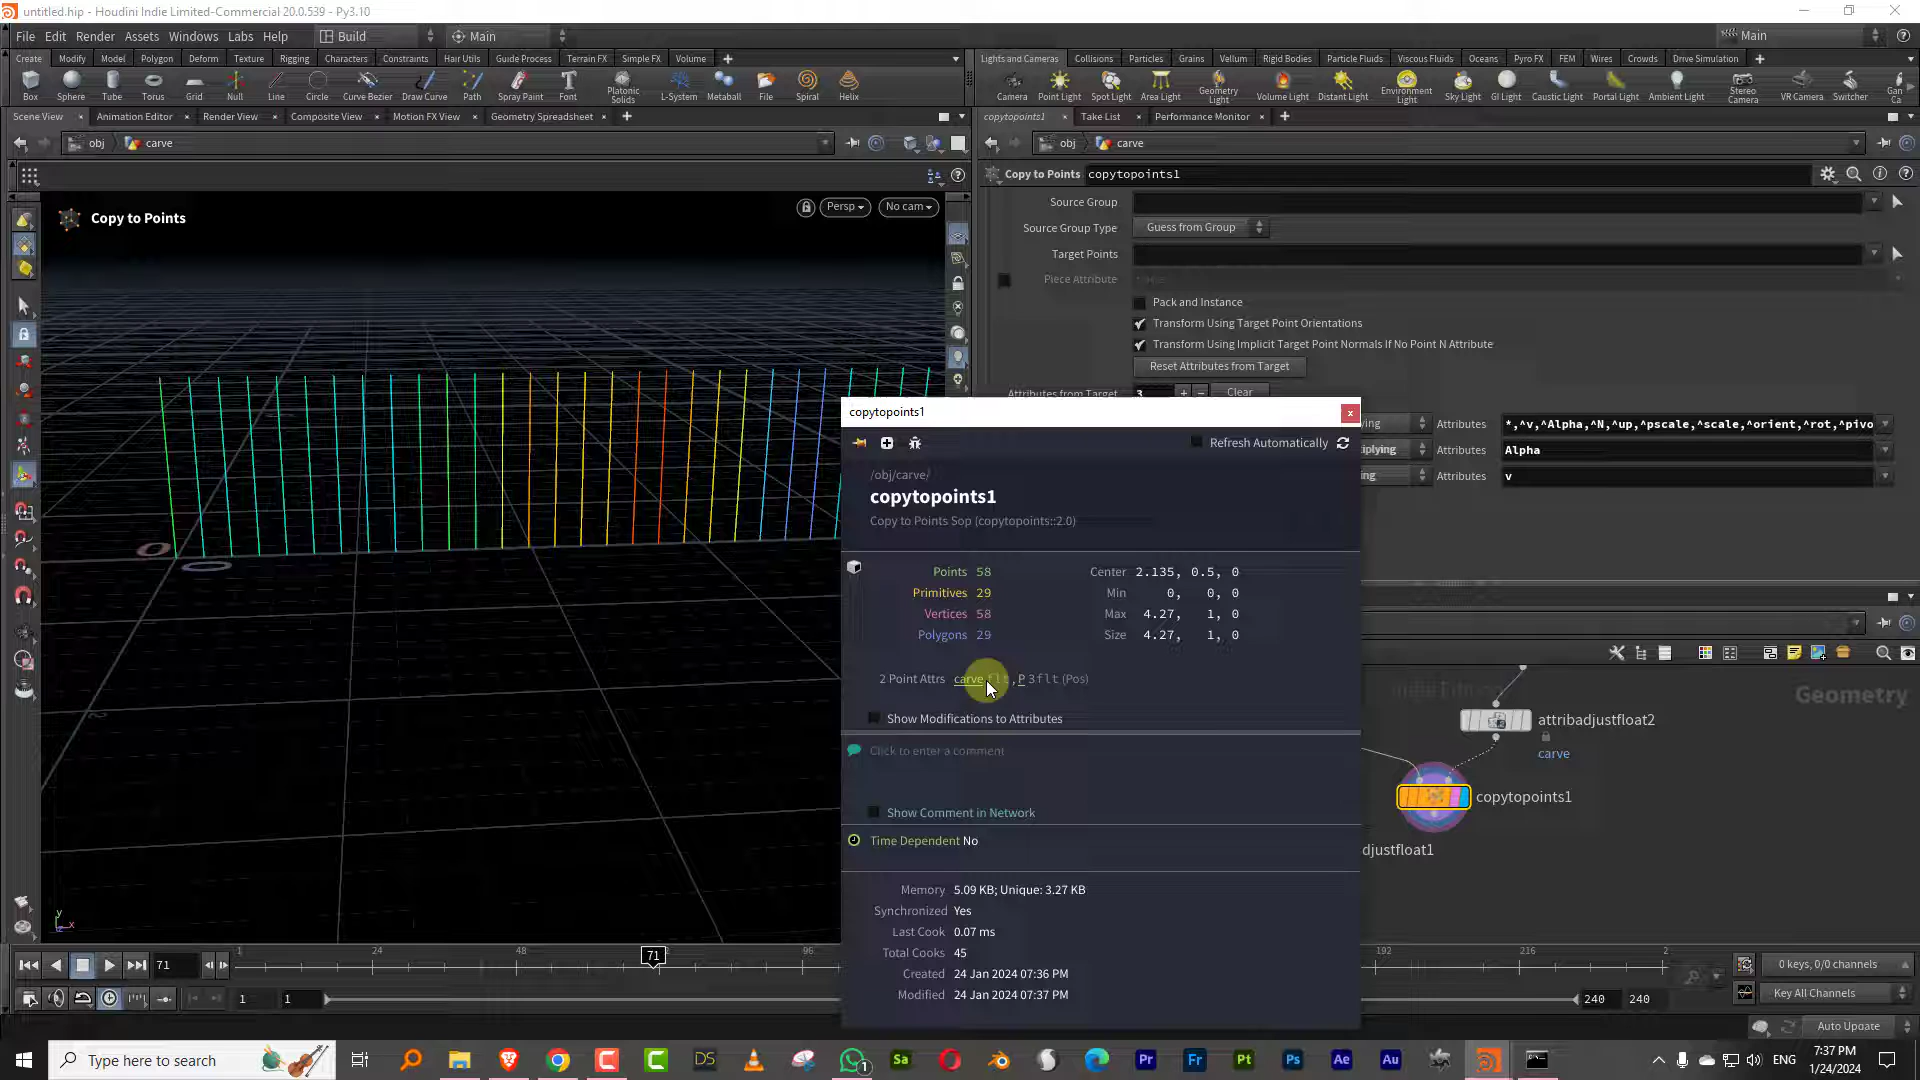 untitled.hip - Houdini Indie Limited-Commercial 20.0.539 - Py3.10
File Edit Render Assets Windows Labs Help Build Main Main
Create Modify Model Polygon Deform Texture Rigging Characters Constraints Hair Utils Guide Process Terrain FX Simple FX Volume
Lights and Cameras Collisions Particles Grains Vellum Rigid Bodies Particle Fluids Viscous Fluids Oceans Pyro FX FEM Wires Crowds Drive Simulation
Box Sphere Tube Torus Grid Null Line Circle Curve Bezier Draw Curve Path Spray Paint Font Platonic Solids L-System Metaball File Spiral Helix
Camera Point Light Spot Light Area Light Geometry Light Volume Light Distant Light Environment Light Sky Light GI Light Caustic Light Portal Light Ambient Light Stereo Camera VR Camera Switcher
Scene View Animation Editor Render View Composite View Motion FX View Geometry Spreadsheet
copytopoints1 Take List Performance Monitor
obj carve
obj carve
Copy to Points copytopoints1
Copy to Points
Persp No cam
Source Group
Source Group Type Guess from Group
Target Points
Piece Attribute
Pack and Instance
Transform Using Target Point Orientations
Transform Using Implicit Target Point Normals If No Point N Attribute
Reset Attributes from Target
Attributes from Target 3 Clear
Attributes *,^v,^Alpha,^N,^up,^pscale,^scale,^orient,^rot,^pivo
Attributes Alpha
Attributes v
copytopoints1
Refresh Automatically
/obj/carve/
copytopoints1
Copy to Points Sop (copytopoints::2.0)
Points 58 Center 2.135, 0.5, 0
Primitives 29 Min 0, 0, 0
Vertices 58 Max 4.27, 1, 0
Polygons 29 Size 4.27, 1, 0
2 Point Attrs carve flt, P 3flt (Pos)
Show Modifications to Attributes
Click to enter a comment
Show Comment in Network
Time Dependent No
Memory 5.09 KB; Unique: 3.27 KB
Synchronized Yes
Last Cook 0.07 ms
Total Cooks 45
Created 24 Jan 2024 07:36 PM
Modified 24 Jan 2024 07:37 PM
Geometry
attribadjustfloat2
carve
copytopoints1
djustfloat1
y
x
1 24 48 71 96 192 216 2
71
0 keys, 0/0 channels
1 1 240 240
Key All Channels
Auto Update
Type here to search
DS Sa Pr Fr Pt Ps Ae Au
1
ENG
7:37 PM
1/24/2024